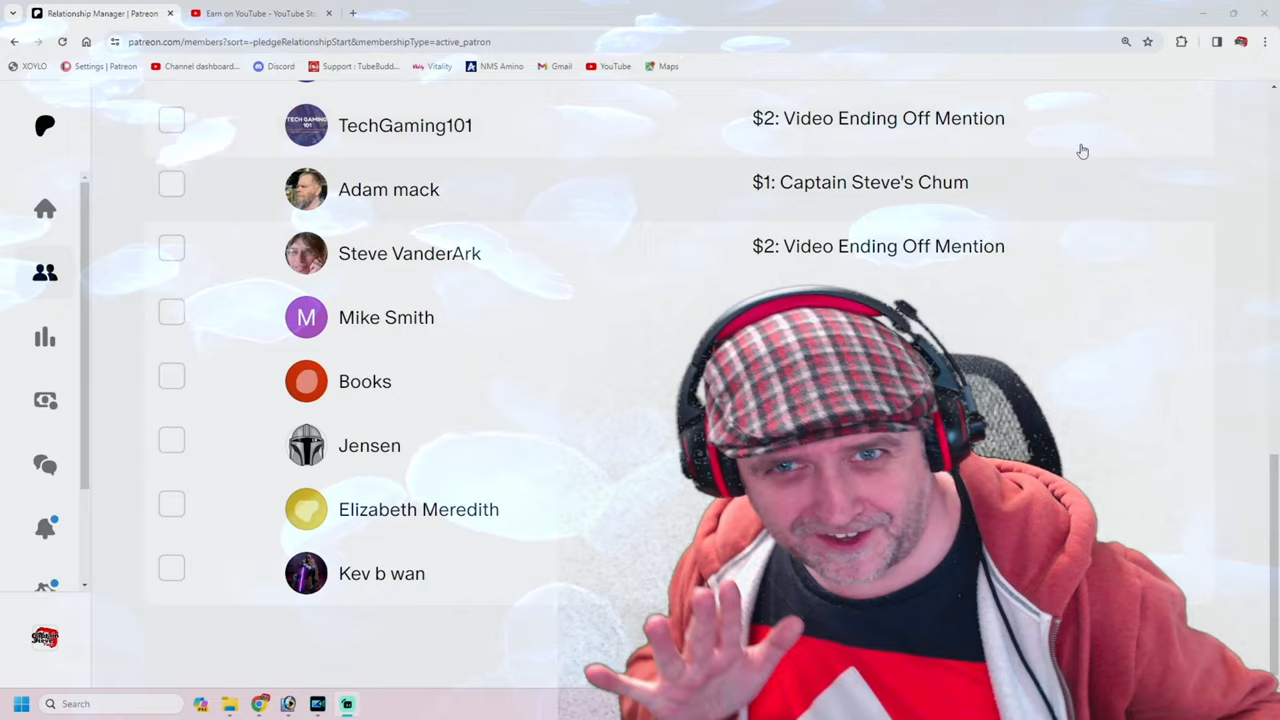 Relationship Manager | Patreon
Earn on YouTube - YouTube St
patreon.com/members?sort=-pledgeRelationshipStart&membershipType=active_patron
XOYLO
Settings | Patreon
Channel dashboard...
Discord
Support : TubeBudd...
Vitality
NMS Amino
Gmail
YouTube
Maps
TECH GAMING
101
TechGaming101
$2: Video Ending Off Mention
Adam mack
$1: Captain Steve's Chum
Steve VanderArk
$2: Video Ending Off Mention
M
Mike Smith
Books
Jensen
Elizabeth Meredith
Kev b wan
Search